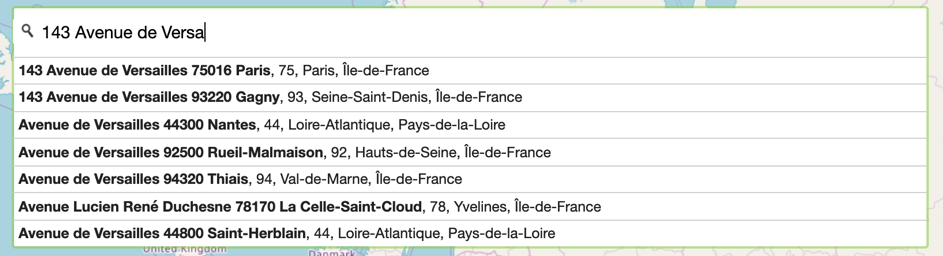 143 Avenue de Versa
143 Avenue de Versailles 75016 Paris, 75, Paris, Île-de-France
143 Avenue de Versailles 93220 Gagny, 93, Seine-Saint-Denis, Île-de-France
Avenue de Versailles 44300 Nantes, 44, Loire-Atlantique, Pays-de-la-Loire
Avenue de Versailles 92500 Rueil-Malmaison, 92, Hauts-de-Seine, Île-de-France
Avenue de Versailles 94320 Thiais, 94, Val-de-Marne, Île-de-France
Avenue Lucien René Duchesne 78170 La Celle-Saint-Cloud, 78, Yvelines, Île-de-France
Avenue de Versailles 44800 Saint-Herblain, 44, Loire-Atlantique, Pays-de-la-Loire
United Kingdom
Danmark